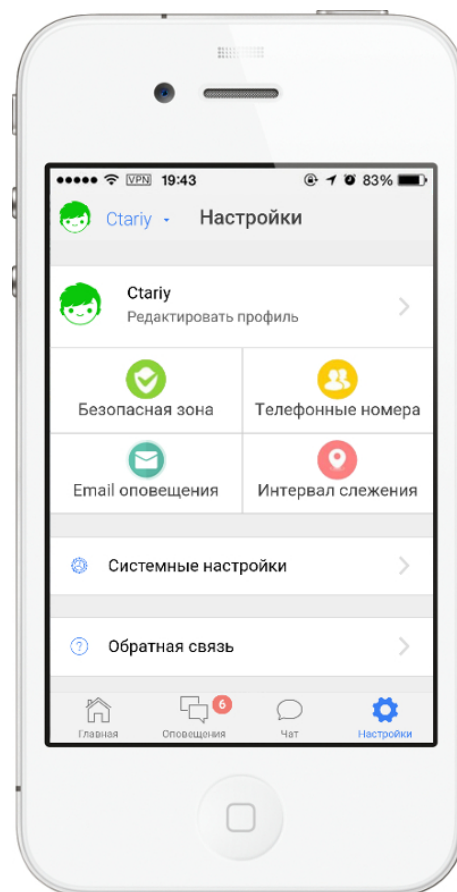 VPN 19:43 83%
Ctariy Настройки
Ctariy
Редактировать профиль
Безопасная зона
Телефонные номера
Email оповещения
Интервал слежения
Системные настройки
? Обратная связь
6
Главная Оповещения Чат Настройки